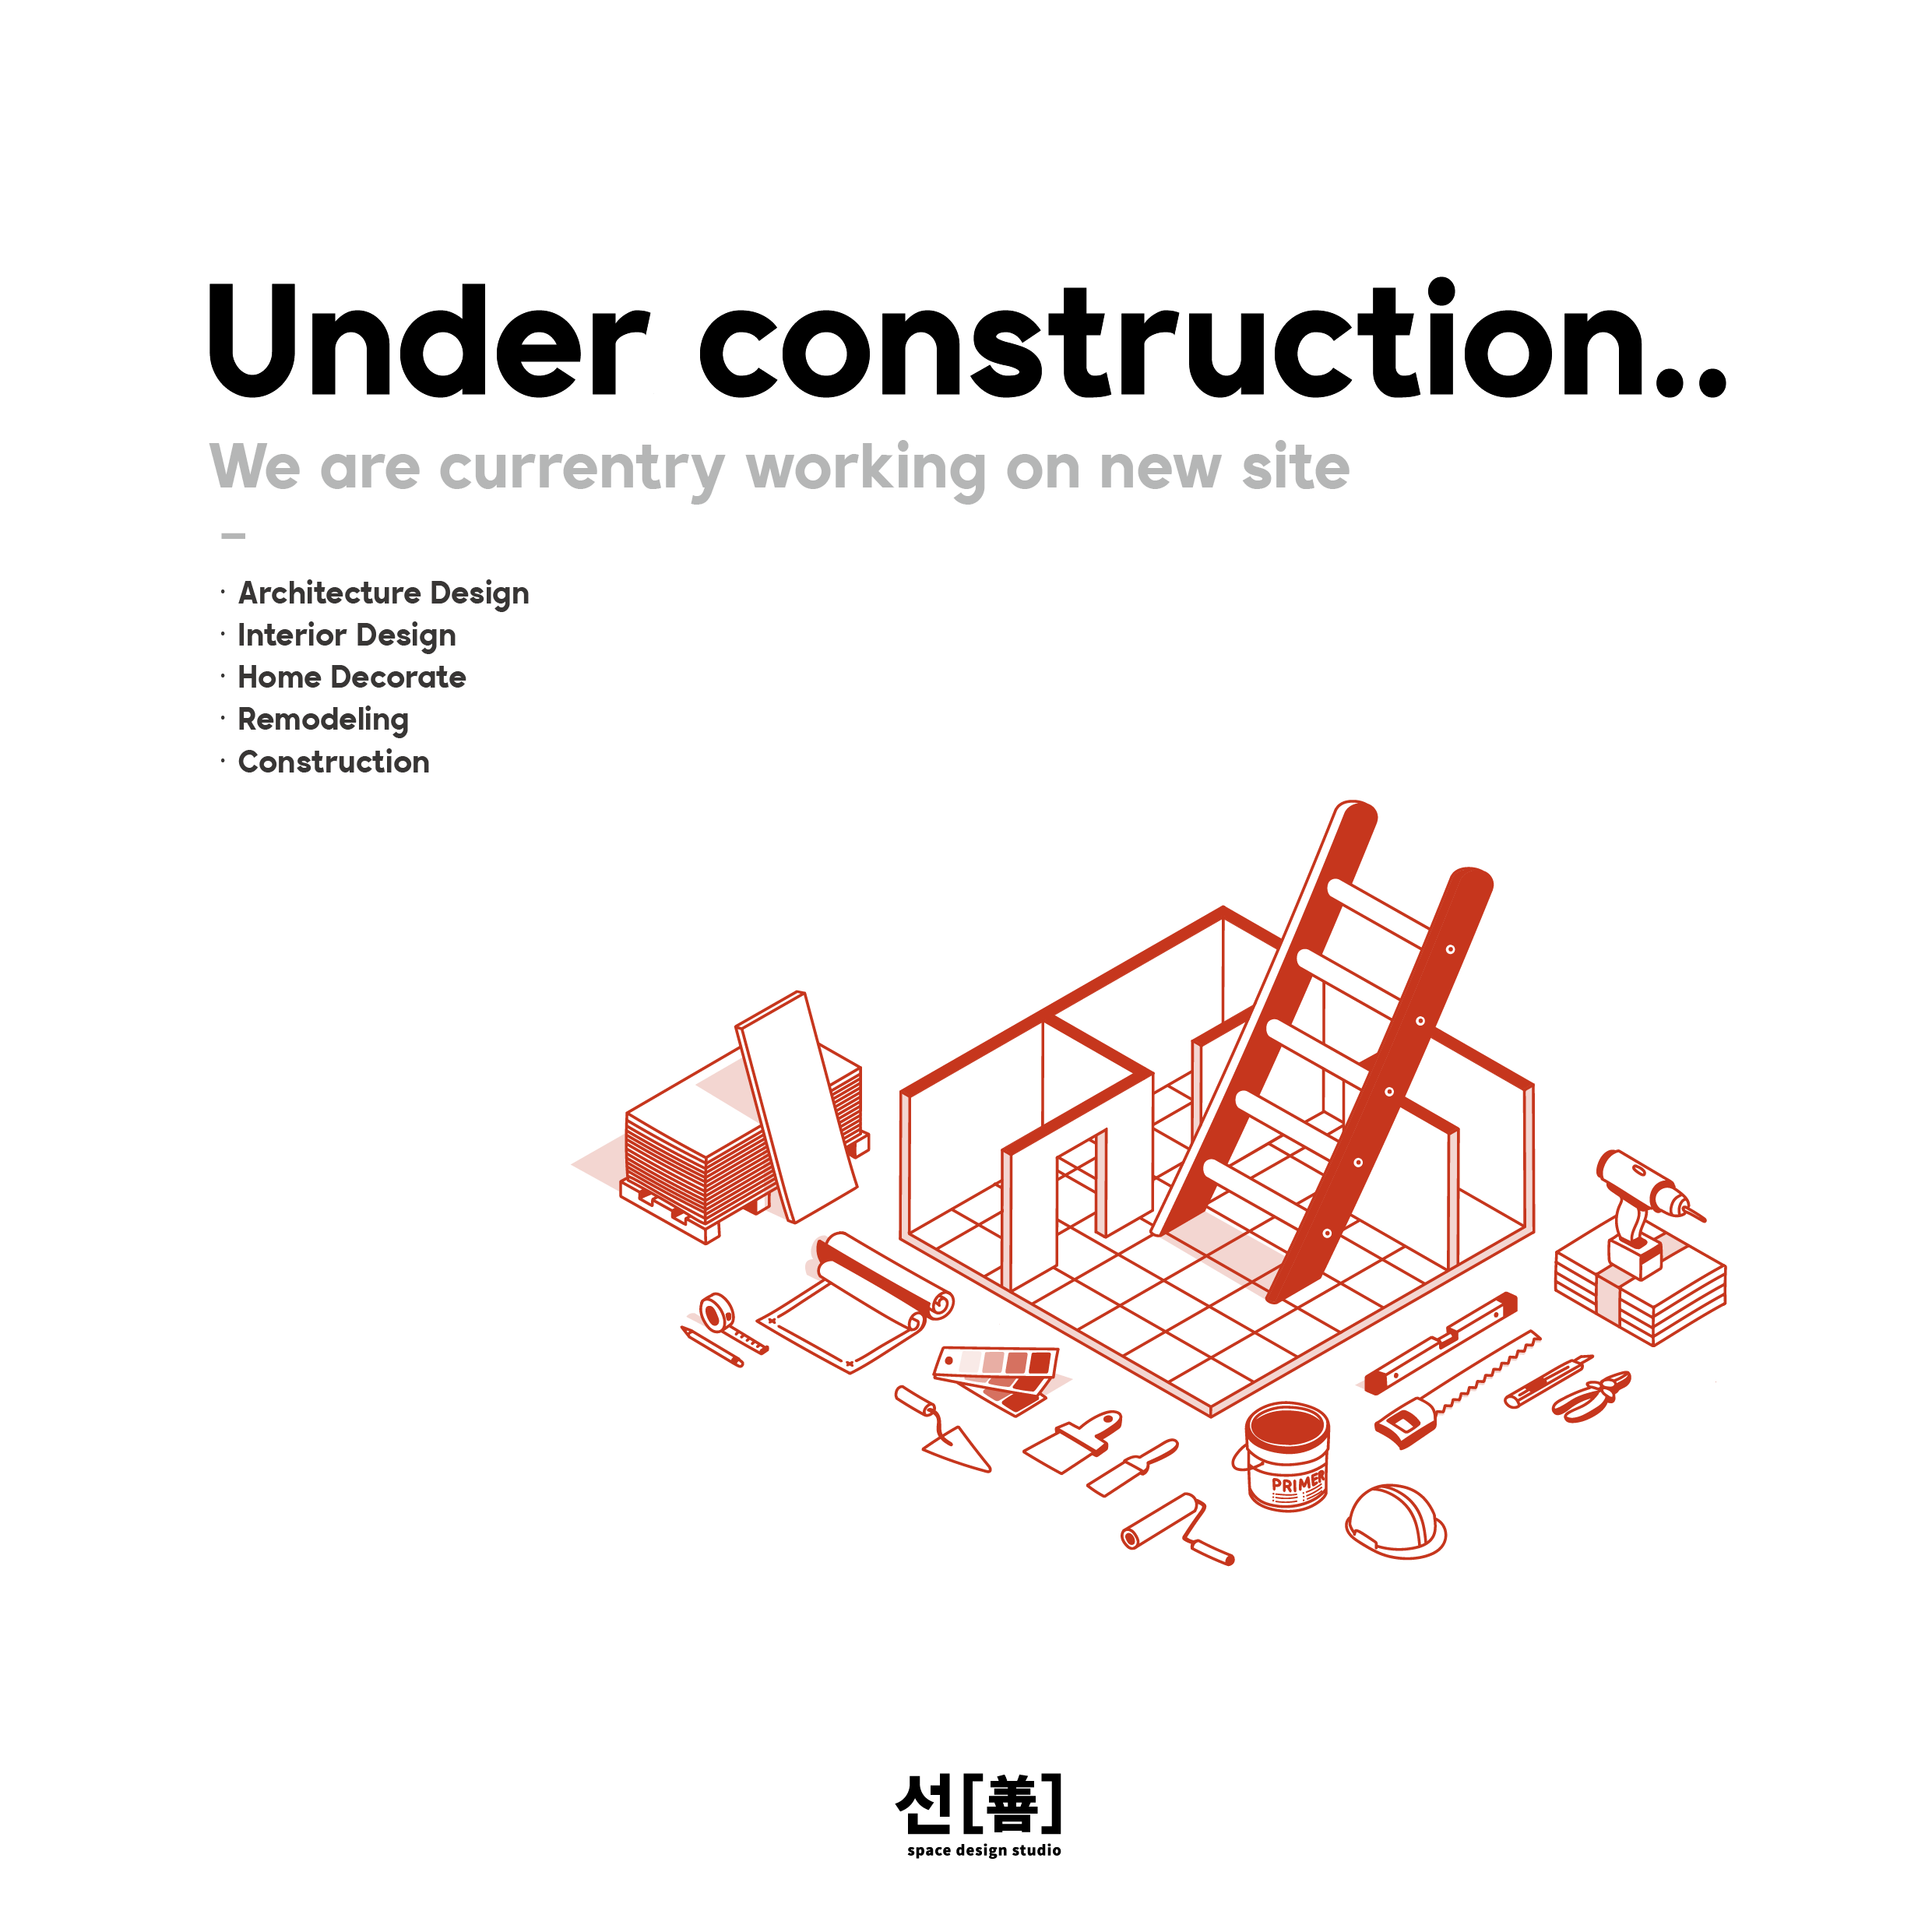 Under construction..
We are currentry working on new site
· Architecture Design
· Interior Design
· Home Decorate
· Remodeling
· Construction
PRIMER
선[善]
space design studio